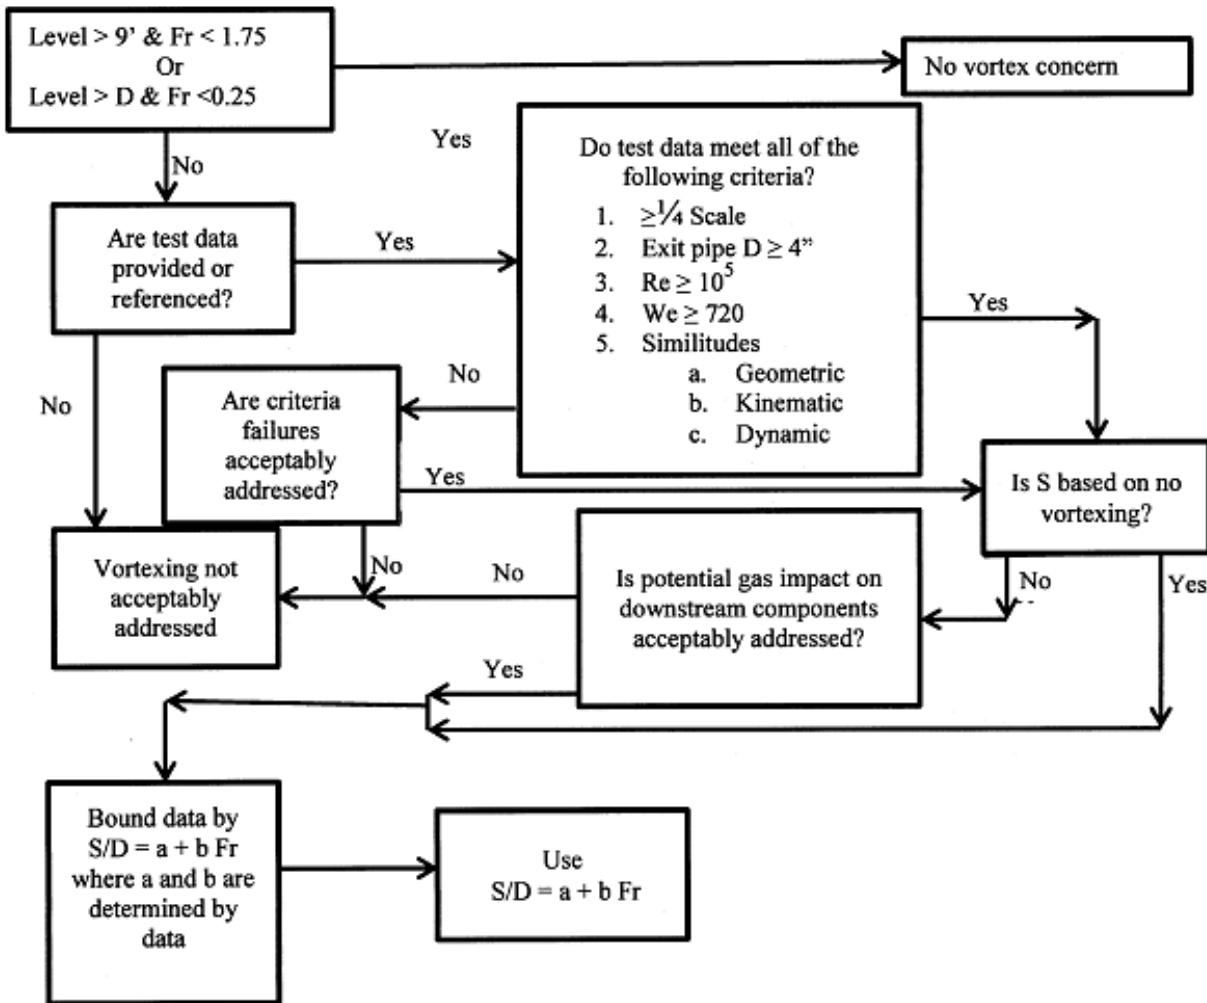 Level > 9’ & Fr < 1.75
Or
Level > D & Fr <0.25
No vortex concern
Yes
No
Do test data meet all of the
following criteria?
1. ≥1/4 Scale
2. Exit pipe D ≥ 4”
3. Re ≥ 10^5
4. We ≥ 720
5. Similitudes
a. Geometric
b. Kinematic
c. Dynamic
Are test data
provided or
referenced?
Yes
Yes
No
No
Are criteria
failures
acceptably
addressed?
Yes
Is S based on no
vortexing?
Vortexing not
acceptably
addressed
No
No
Is potential gas impact on
downstream components
acceptably addressed?
No
Yes
Yes
Bound data by
S/D = a + b Fr
where a and b are
determined by
data
Use
S/D = a + b Fr